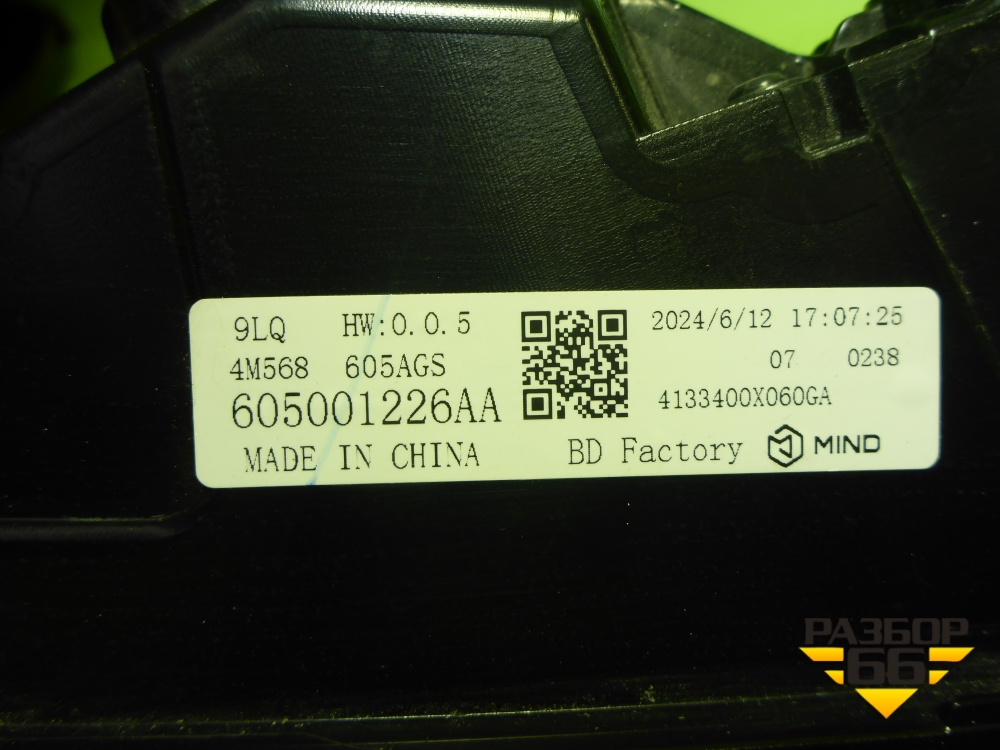 9LQ HW:0.0.5 2024/6/12 17:07:25
4M568 605AGS 07 0238
605001226AA 4133400X060GA
MADE IN CHINA BD Factory MIND
РАЗБОР
66